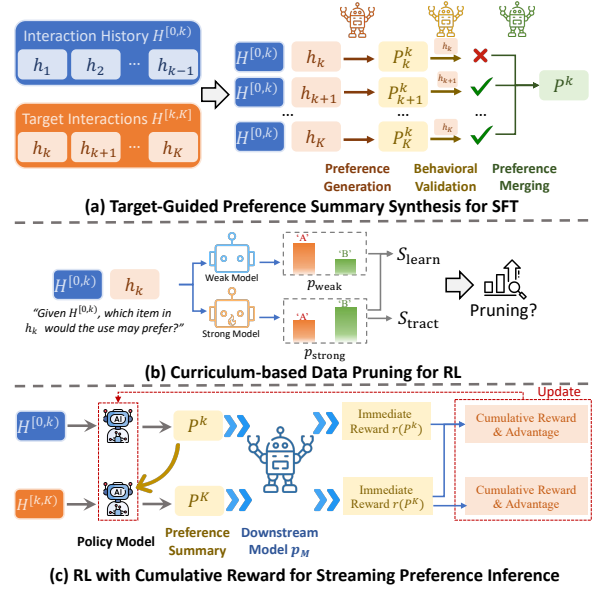 Interaction History H^{[0,k)}
h_1 h_2 ... h_{k-1}
Target Interactions H^{[k,K]}
h_k h_{k+1} ... h_K
H^{[0,k)} h_k P_k^k h_k
H^{[0,k)} h_{k+1} P_{k+1}^k h_{k+1}
... ... ...
H^{[0,k)} h_K P_K^k h_K
P^k
Preference Generation
Behavioral Validation
Preference Merging
(a) Target-Guided Preference Summary Synthesis for SFT
H^{[0,k)} h_k
"Given H^{[0,k)}, which item in
h_k would the use may prefer?"
Weak Model
Strong Model
'A' 'B'
p_weak
'A' 'B'
p_strong
S_learn
S_tract
Pruning?
(b) Curriculum-based Data Pruning for RL
Update
H^{[0,k)} AI P^k
Immediate
Reward r(P^k)
Cumulative Reward
& Advantage
H^{[k,K)} AI P^K
Immediate
Reward r(P^K)
Cumulative Reward
& Advantage
Policy Model
Preference
Summary
Downstream
Model p_M
(c) RL with Cumulative Reward for Streaming Preference Inference